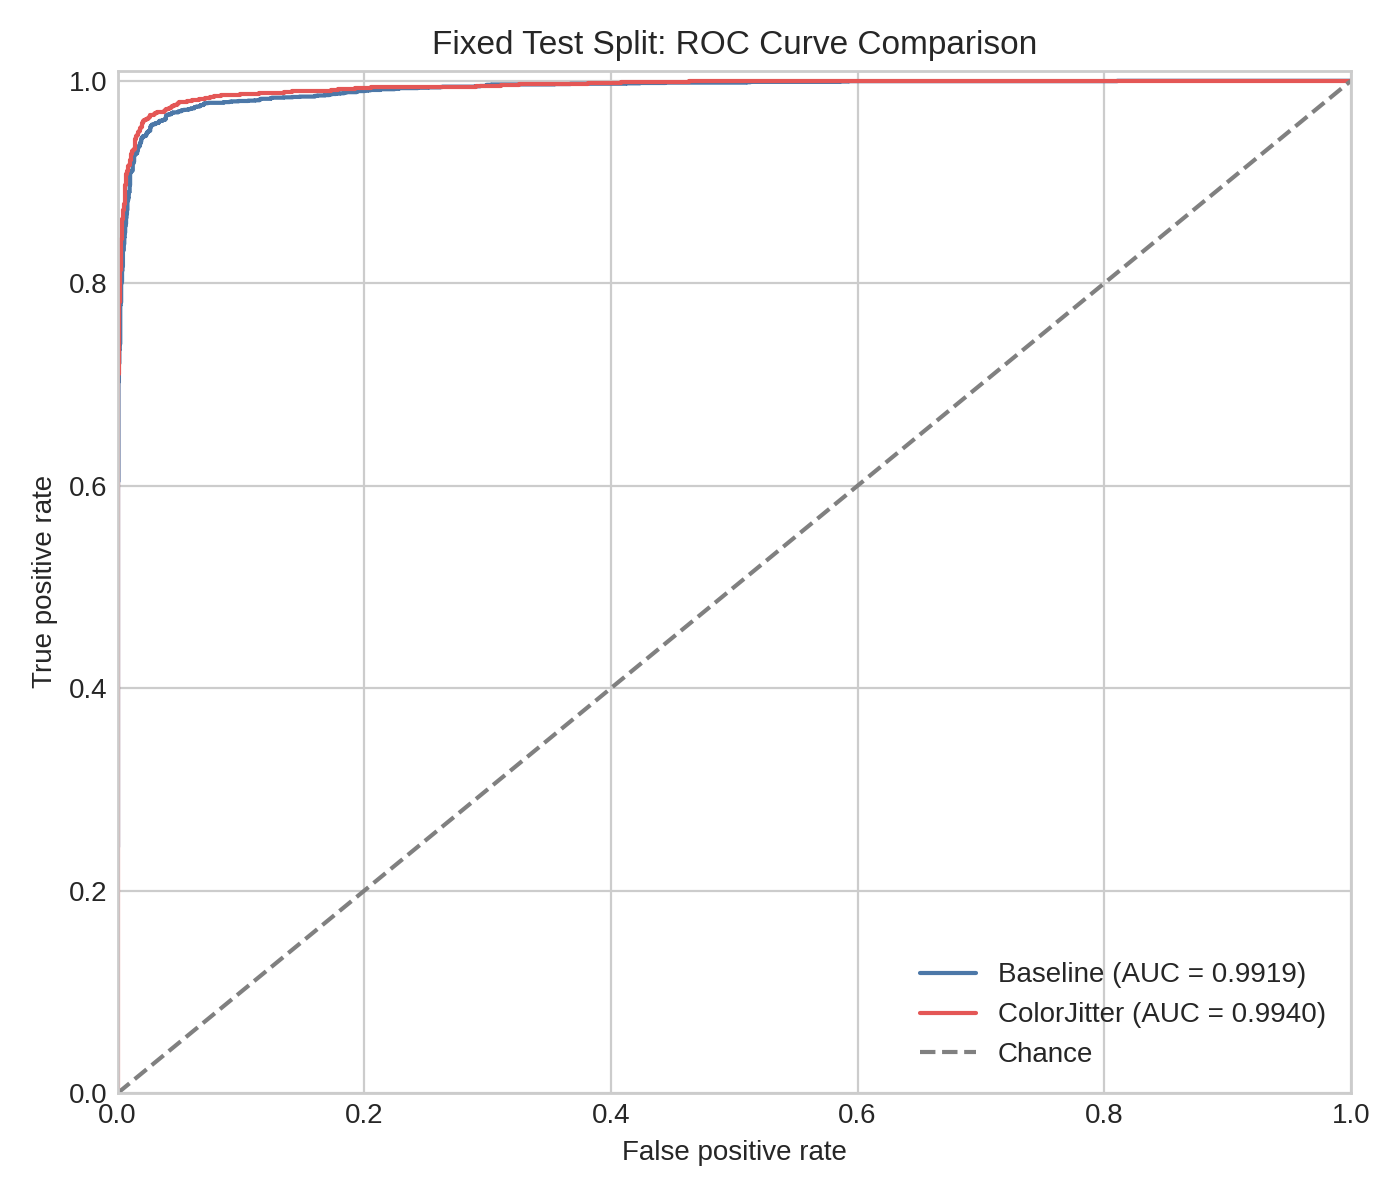 Fixed Test Split: ROC Curve Comparison
1.0
0.8
0.6
0.4
0.2
0.0
True positive rate
0.0 0.2 0.4 0.6 0.8 1.0
False positive rate
Baseline (AUC = 0.9919)
ColorJitter (AUC = 0.9940)
Chance